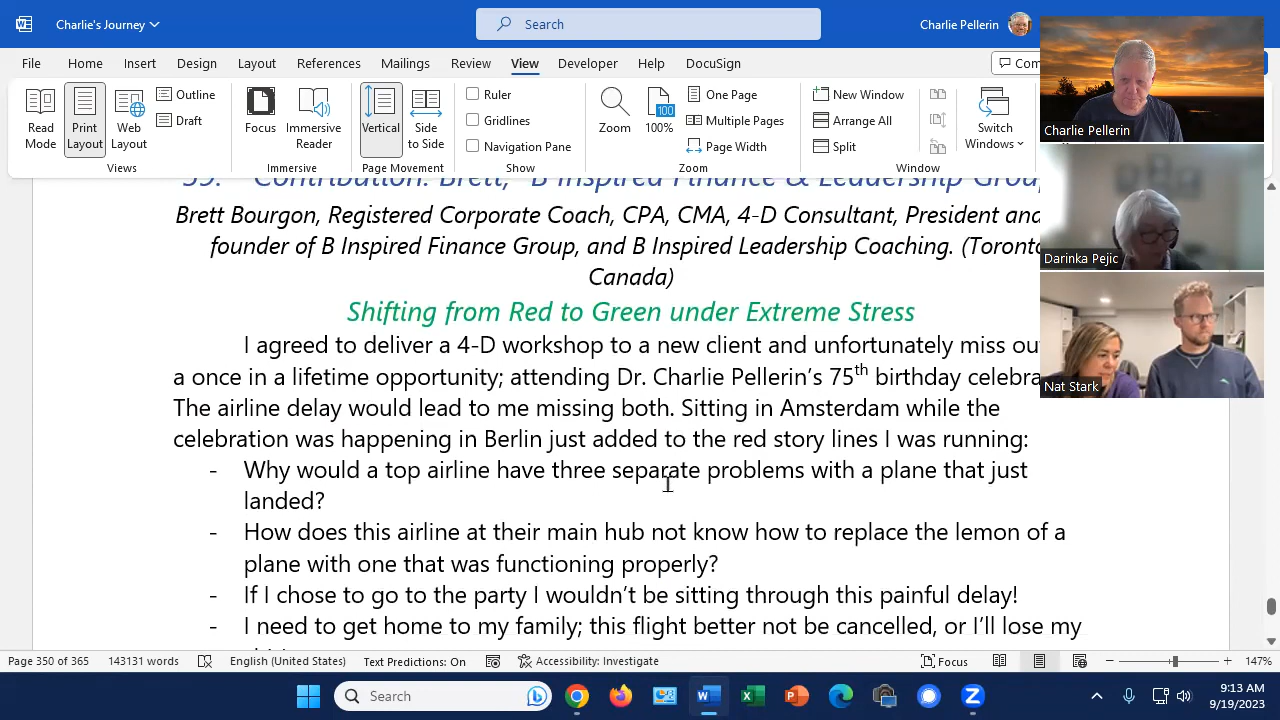 Charlie's Journey
Search
Charlie Pellerin
File Home Insert Design Layout References Mailings Review View Developer Help DocuSign
Com
Read Mode
Print Layout
Web Layout
Outline
Draft
Views
Focus
Immersive Reader
Immersive
Vertical
Side to Side
Page Movement
Ruler
Gridlines
Navigation Pane
Show
Zoom
100
100%
One Page
Multiple Pages
Page Width
Zoom
New Window
Arrange All
Split
Switch Windows
Window
Charlie Pellerin
Darinka Pejic
Nat Stark
Contribution: Brett, B Inspired Finance & Leadership Group
Brett Bourgon, Registered Corporate Coach, CPA, CMA, 4-D Consultant, President and
founder of B Inspired Finance Group, and B Inspired Leadership Coaching. (Toronto
Canada)
Shifting from Red to Green under Extreme Stress
I agreed to deliver a 4-D workshop to a new client and unfortunately miss ou
a once in a lifetime opportunity; attending Dr. Charlie Pellerin's 75th birthday celebra
The airline delay would lead to me missing both. Sitting in Amsterdam while the
celebration was happening in Berlin just added to the red story lines I was running:
- Why would a top airline have three separate problems with a plane that just
landed?
- How does this airline at their main hub not know how to replace the lemon of a
plane with one that was functioning properly?
- If I chose to go to the party I wouldn't be sitting through this painful delay!
- I need to get home to my family; this flight better not be cancelled, or I'll lose my
Page 350 of 365 143131 words English (United States) Text Predictions: On Accessibility: Investigate Focus 147%
Search
9:13 AM
9/19/2023